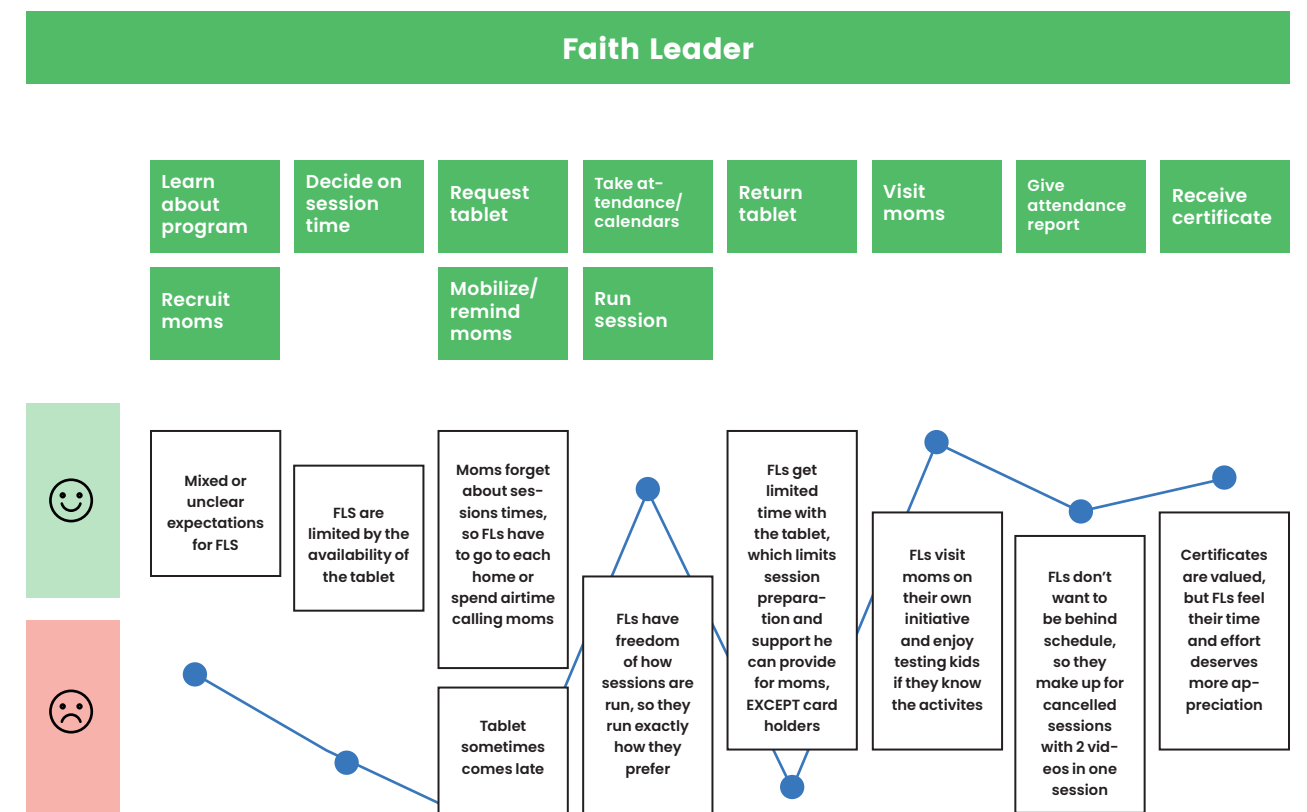 Faith Leader
Learn
about
program
Decide on
session
time
Request
tablet
Take at-
tendance/
calendars
Return
tablet
Visit
moms
Give
attendance
report
Receive
certificate
Recruit
moms
Mobilize/
remind
moms
Run
session
Mixed or
unclear
expectations
for FLS
FLS are
limited by the
availability of
the tablet
Moms forget
about ses-
sions times,
so FLs have
to go to each
home or
spend airtime
calling moms
Tablet
sometimes
comes late
FLs have
freedom
of how
sessions are
run, so they
run exactly
how they
prefer
FLs get
limited
time with
the tablet,
which limits
session
prepara-
tion and
support he
can provide
for moms,
EXCEPT card
holders
FLs visit
moms on
their own
initiative
and enjoy
testing kids
if they know
the activites
FLs don't
want to
be behind
schedule,
so they
make up for
cancelled
sessions
with 2 vid-
eos in one
session
Certificates
are valued,
but FLs feel
their time
and effort
deserves
more ap-
preciation